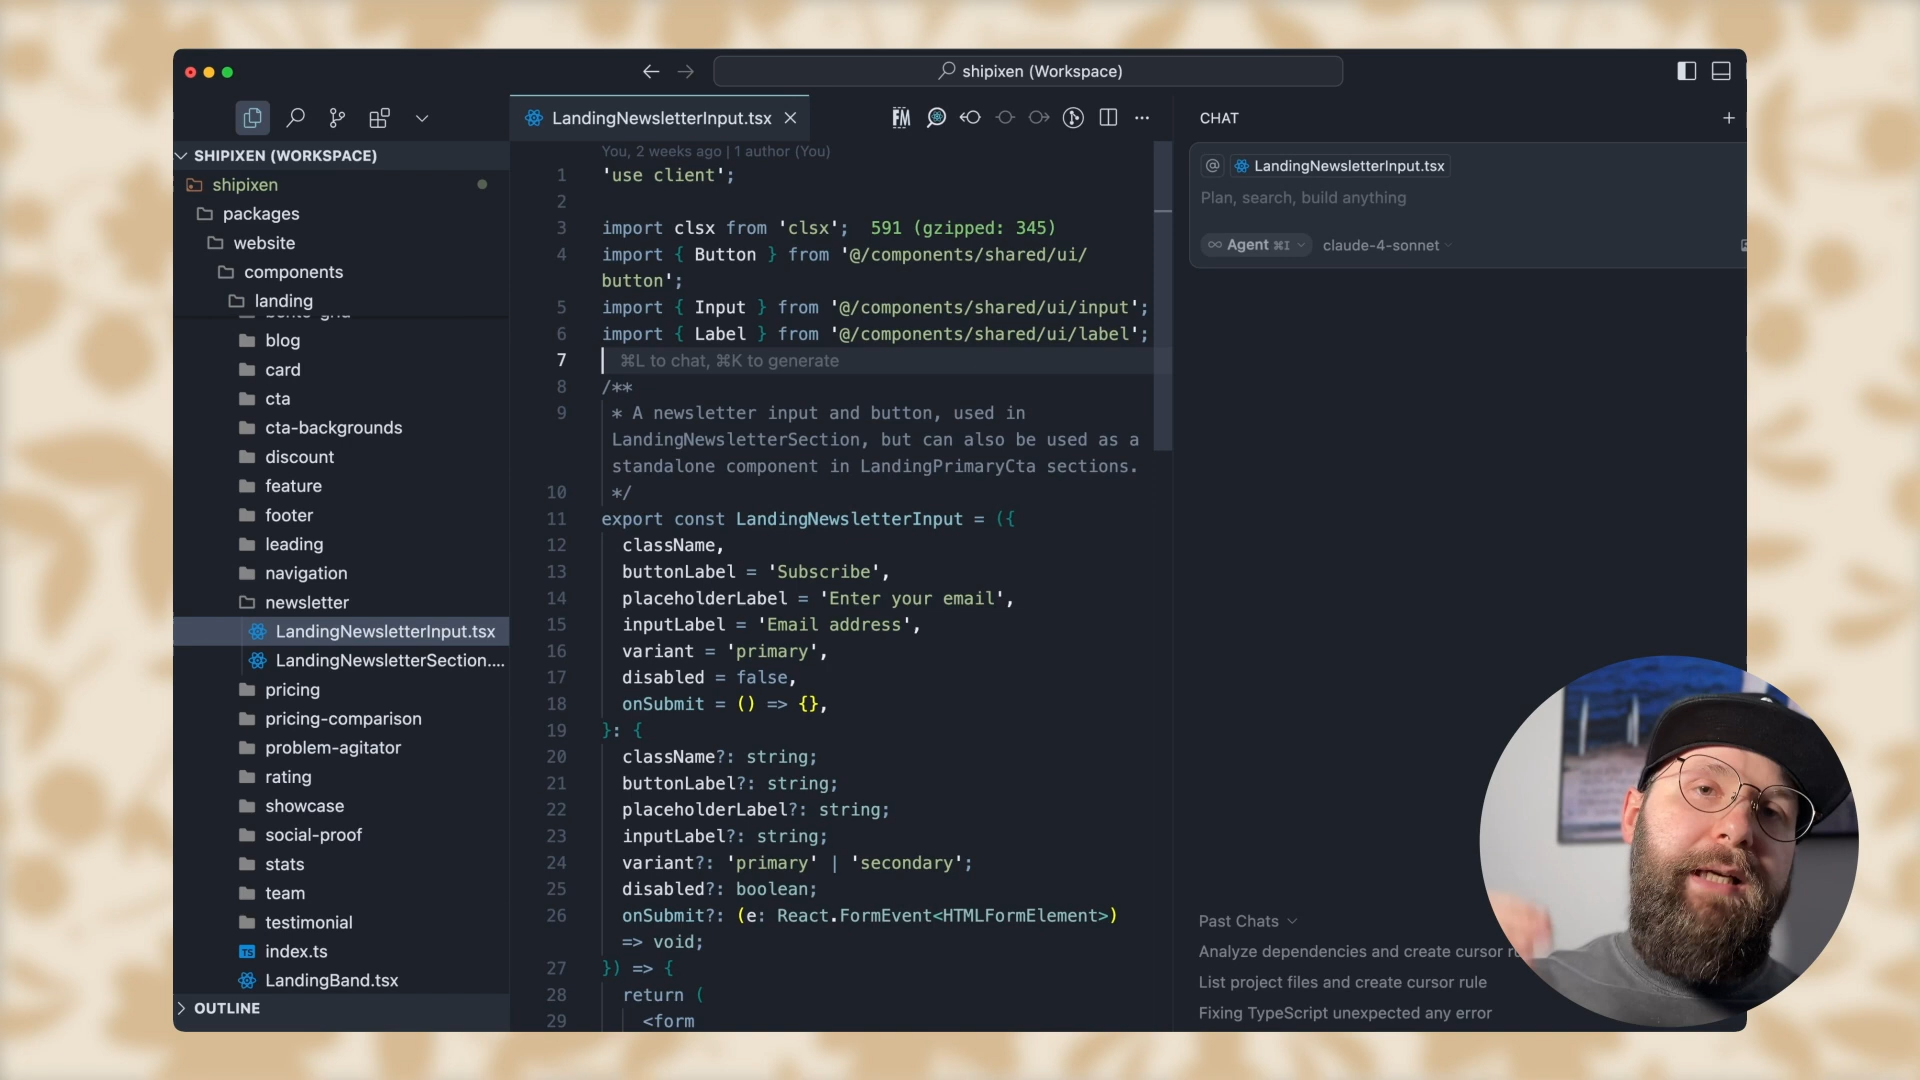 shipixen (Workspace)
SHIPIXEN (WORKSPACE)
shipixen
packages
website
components
landing
blog
card
cta
cta-backgrounds
discount
feature
footer
leading
navigation
newsletter
LandingNewsletterInput.tsx
LandingNewsletterSection....
pricing
pricing-comparison
problem-agitator
rating
showcase
social-proof
stats
team
testimonial
TS index.ts
LandingBand.tsx
OUTLINE
LandingNewsletterInput.tsx
FM
You, 2 weeks ago | 1 author (You)
1 'use client';
2
3 import clsx from 'clsx'; 591 (gzipped: 345)
4 import { Button } from '@/components/shared/ui/
button';
5 import { Input } from '@/components/shared/ui/input';
6 import { Label } from '@/components/shared/ui/label';
7 ⌘L to chat, ⌘K to generate
8 /**
9 * A newsletter input and button, used in
LandingNewsletterSection, but can also be used as a
standalone component in LandingPrimaryCta sections.
10 */
11 export const LandingNewsletterInput = ({
12 className,
13 buttonLabel = 'Subscribe',
14 placeholderLabel = 'Enter your email',
15 inputLabel = 'Email address',
16 variant = 'primary',
17 disabled = false,
18 onSubmit = () => {},
19 }: {
20 className?: string;
21 buttonLabel?: string;
22 placeholderLabel?: string;
23 inputLabel?: string;
24 variant?: 'primary' | 'secondary';
25 disabled?: boolean;
26 onSubmit?: (e: React.FormEvent<HTMLFormElement>)
=> void;
27 }) => {
28 return (
29 <form
CHAT
@ LandingNewsletterInput.tsx
Plan, search, build anything
∞ Agent ⌘I claude-4-sonnet
Past Chats
Analyze dependencies and create cursor
List project files and create cursor rule
Fixing TypeScript unexpected any error